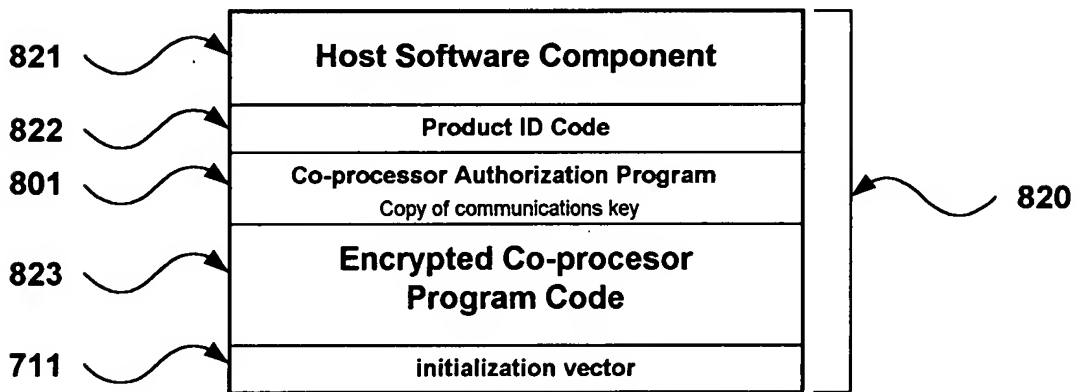 821
Host Software Component
822
Product ID Code
801
Co-processor Authorization Program
Copy of communications key
820
823
Encrypted Co-procesor
Program Code
711
initialization vector